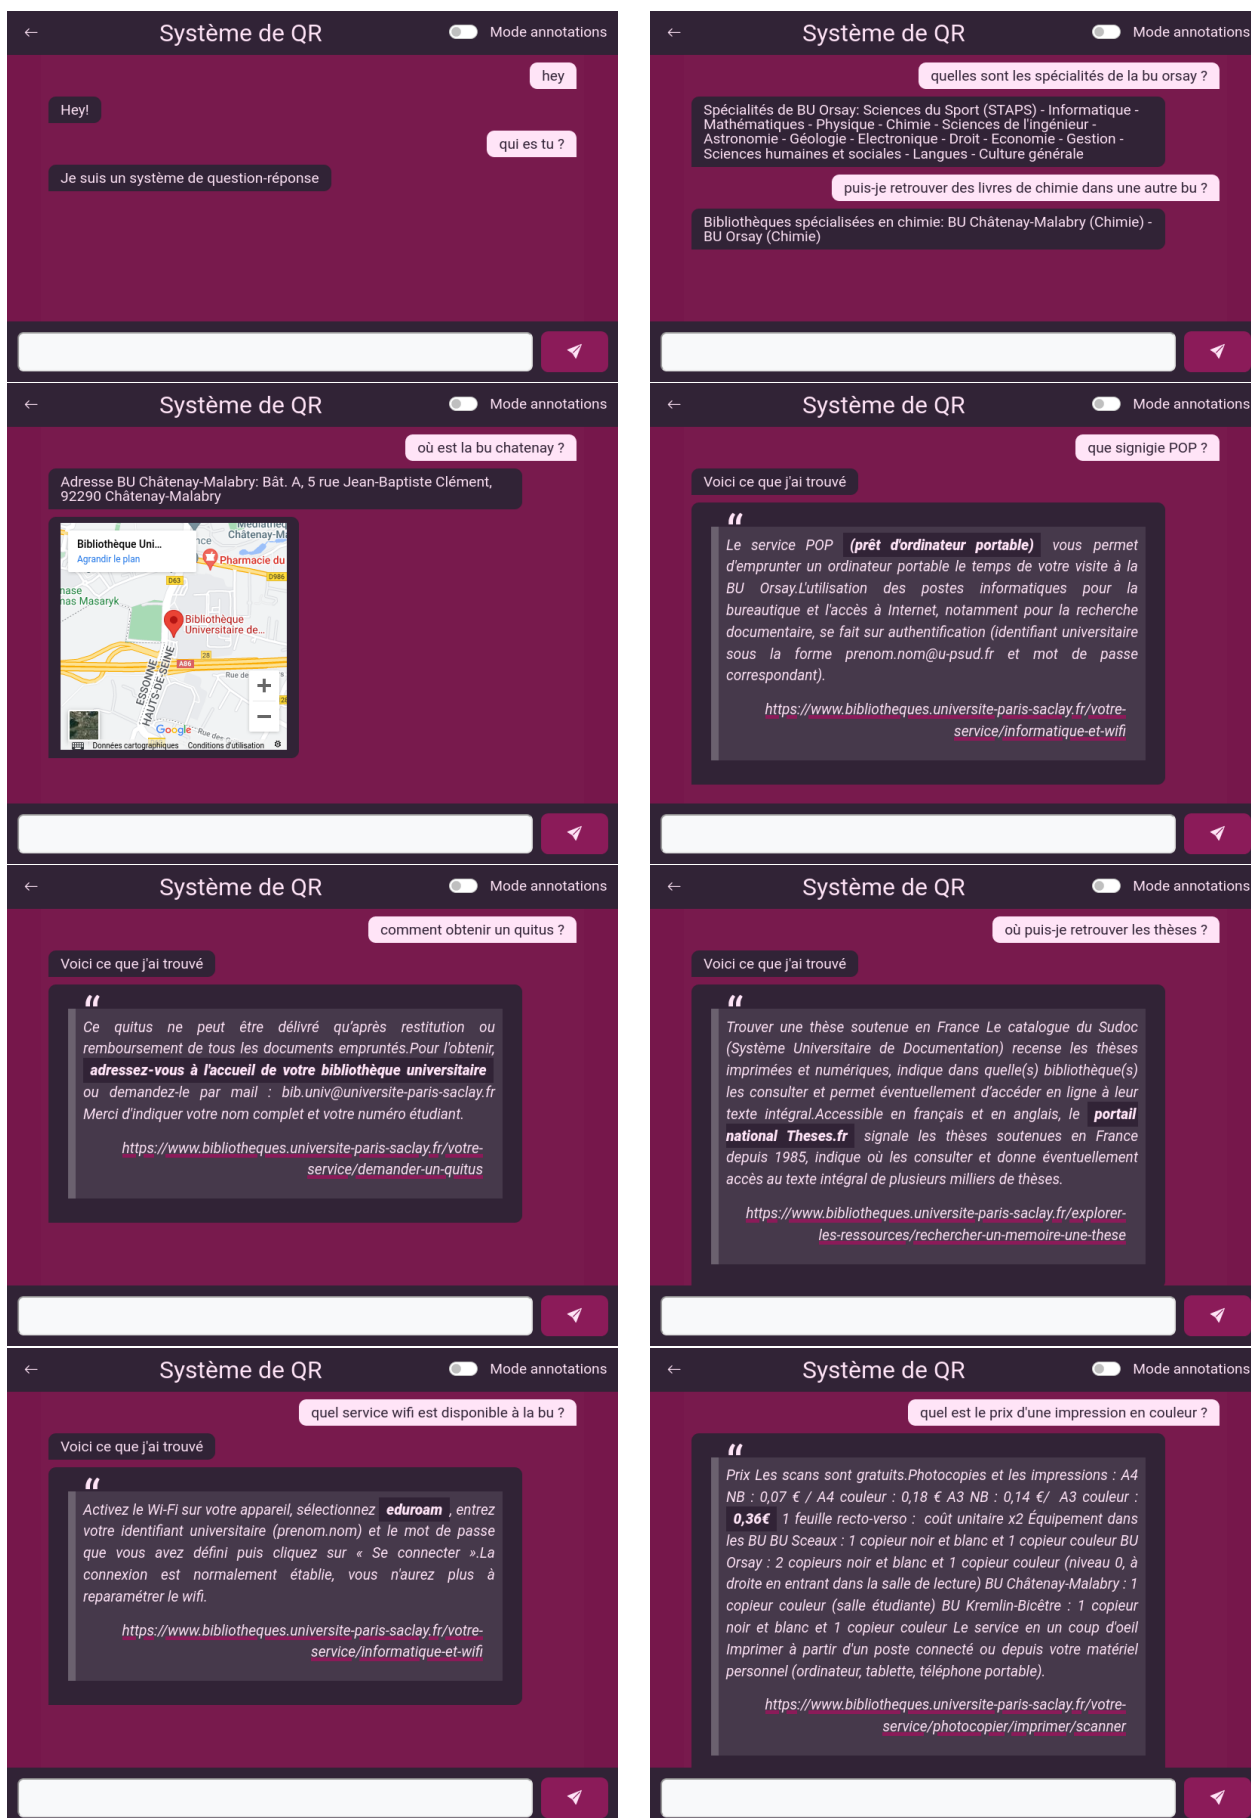 Système de QR
Mode annotations
hey
Hey!
qui es tu ?
Je suis un système de question-réponse
Système de QR
Mode annotations
quelles sont les spécialités de la bu orsay ?
Spécialités de BU Orsay: Sciences du Sport (STAPS) - Informatique -
Mathématiques - Physique - Chimie - Sciences de l'ingénieur -
Astronomie - Géologie - Electronique - Droit - Economie - Gestion -
Sciences humaines et sociales - Langues - Culture générale
puis-je retrouver des livres de chimie dans une autre bu ?
Bibliothèques spécialisées en chimie: BU Châtenay-Malabry (Chimie) -
BU Orsay (Chimie)
Système de QR
Mode annotations
où est la bu chatenay ?
Adresse BU Châtenay-Malabry: Bât. A, 5 rue Jean-Baptiste Clément,
92290 Châtenay-Malabry
Bibliothèque Uni...
Agrandir le plan
Châtenay-Ma
Pharmacie du
D63
D986
nas Masaryk
Bibliothèque
Universitaire de...
28
A86
ESSONNE
HAUTS-DE-SEINE
Rue de
Google
Rue des
Données cartographiques
Conditions d'utilisation
Système de QR
Mode annotations
que signigie POP ?
Voici ce que j'ai trouvé
“
Le service POP (prêt d'ordinateur portable) vous permet
d'emprunter un ordinateur portable le temps de votre visite à la
BU Orsay.L'utilisation des postes informatiques pour la
bureautique et l'accès à Internet, notamment pour la recherche
documentaire, se fait sur authentification (identifiant universitaire
sous la forme prenom.nom@u-psud.fr et mot de passe
correspondant).
https://www.bibliotheques.universite-paris-saclay.fr/votre-
service/informatique-et-wifi
Système de QR
Mode annotations
comment obtenir un quitus ?
Voici ce que j'ai trouvé
“
Ce quitus ne peut être délivré qu'après restitution ou
remboursement de tous les documents empruntés.Pour l'obtenir,
adressez-vous à l'accueil de votre bibliothèque universitaire
ou demandez-le par mail : bib.univ@universite-paris-saclay.fr
Merci d'indiquer votre nom complet et votre numéro étudiant.
https://www.bibliotheques.universite-paris-saclay.fr/votre-
service/demander-un-quitus
Système de QR
Mode annotations
où puis-je retrouver les thèses ?
Voici ce que j'ai trouvé
“
Trouver une thèse soutenue en France Le catalogue du Sudoc
(Système Universitaire de Documentation) recense les thèses
imprimées et numériques, indique dans quelle(s) bibliothèque(s)
les consulter et permet éventuellement d'accéder en ligne à leur
texte intégral.Accessible en français et en anglais, le portail
national Theses.fr signale les thèses soutenues en France
depuis 1985, indique où les consulter et donne éventuellement
accès au texte intégral de plusieurs milliers de thèses.
https://www.bibliotheques.universite-paris-saclay.fr/explorer-
les-ressources/rechercher-un-memoire-une-these
Système de QR
Mode annotations
quel service wifi est disponible à la bu ?
Voici ce que j'ai trouvé
“
Activez le Wi-Fi sur votre appareil, sélectionnez eduroam , entrez
votre identifiant universitaire (prenom.nom) et le mot de passe
que vous avez défini puis cliquez sur « Se connecter ».La
connexion est normalement établie, vous n'aurez plus à
reparamétrer le wifi.
https://www.bibliotheques.universite-paris-saclay.fr/votre-
service/informatique-et-wifi
Système de QR
Mode annotations
quel est le prix d'une impression en couleur ?
“
Prix Les scans sont gratuits.Photocopies et les impressions : A4
NB : 0,07 € / A4 couleur : 0,18 € A3 NB : 0,14 €/ A3 couleur :
0,36€ 1 feuille recto-verso : coût unitaire x2 Équipement dans
les BU BU Sceaux : 1 copieur noir et blanc et 1 copieur couleur BU
Orsay : 2 copieurs noir et blanc et 1 copieur couleur (niveau 0, à
droite en entrant dans la salle de lecture) BU Châtenay-Malabry : 1
copieur couleur (salle étudiante) BU Kremlin-Bicêtre : 1 copieur
noir et blanc et 1 copieur couleur Le service en un coup d'oeil
Imprimer à partir d'un poste connecté ou depuis votre matériel
personnel (ordinateur, tablette, téléphone portable).
https://www.bibliotheques.universite-paris-saclay.fr/votre-
service/photocopier/imprimer/scanner